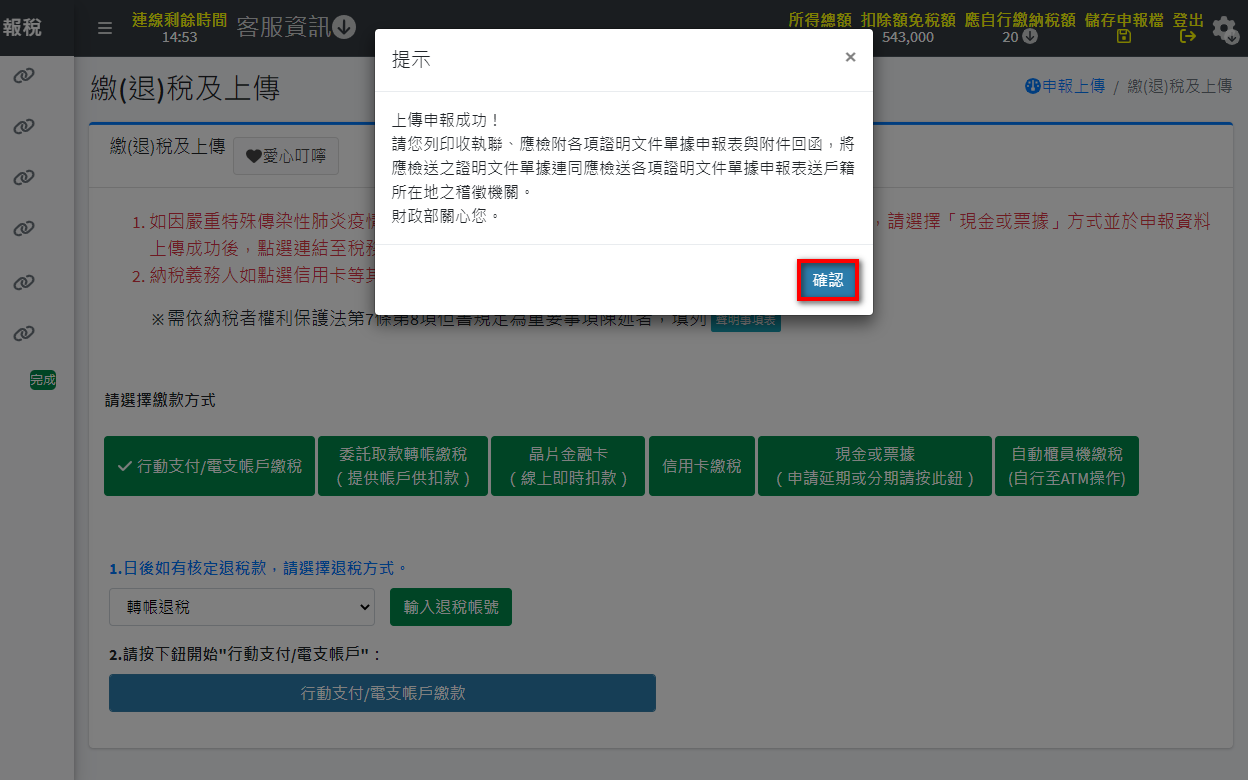 報稅
連線剩餘時間
14:53
客服資訊
所得總額 扣除額免稅額 應自行繳納稅額 儲存申報檔 登出
543,000
20
繳(退)稅及上傳
申報上傳 / 繳(退)稅及上傳
提示
×
上傳申報成功！
請您列印收執聯、應檢附各項證明文件單據申報表與附件回函，將
應檢送之證明文件單據連同應檢送各項證明文件單據申報表送戶籍
所在地之稽徵機關。
財政部關心您。
確認
繳(退)稅及上傳
愛心叮嚀
1. 如因嚴重特殊傳染性肺炎疫情
，請選擇「現金或票據」方式並於申報資料
上傳成功後，點選連結至稅務
2. 納稅義務人如點選信用卡等其
※需依納稅者權利保護法第7條第8項但書規定為重要事項陳述者，填列 聲明事項表
完成
請選擇繳款方式
行動支付/電支帳戶繳稅
委託取款轉帳繳稅
( 提供帳戶供扣款 )
晶片金融卡
( 線上即時扣款 )
信用卡繳稅
現金或票據
( 申請延期或分期請按此鈕 )
自動櫃員機繳稅
(自行至ATM操作)
1.日後如有核定退稅款，請選擇退稅方式。
轉帳退稅
輸入退稅帳號
2.請按下鈕開始"行動支付/電支帳戶"：
行動支付/電支帳戶繳款